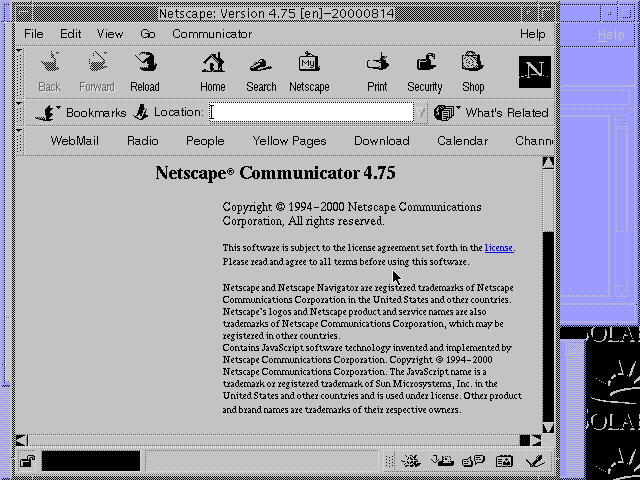 Netscape: Version 4.75 [en]-20000814
File Edit View Go Communicator Help
Help
Back Forward Reload Home Search Netscape Print Security Shop
My
N
Bookmarks Location: What's Related
WebMail Radio People Yellow Pages Download Calendar Chann
Netscape® Communicator 4.75
Copyright © 1994-2000 Netscape Communications
Corporation, All rights reserved.
This software is subject to the license agreement set forth in the license.
Please read and agree to all terms before using this software.
Netscape and Netscape Navigator are registered trademarks of Netscape
Communications Corporation in the United States and other countries.
Netscape's logos and Netscape product and service names are also
trademarks of Netscape Communications Corporation, which may be
registered in other countries.
Contains JavaScript software technology invented and implemented by
Netscape Communications Corporation. Copyright © 1994-2000
Netscape Communications Corporation. The JavaScript name is a
trademark or registered trademark of Sun Microsystems, Inc. in the
United States and other countries and is used under license. Other product
and brand names are trademarks of their respective owners.
SOLA
SOLA